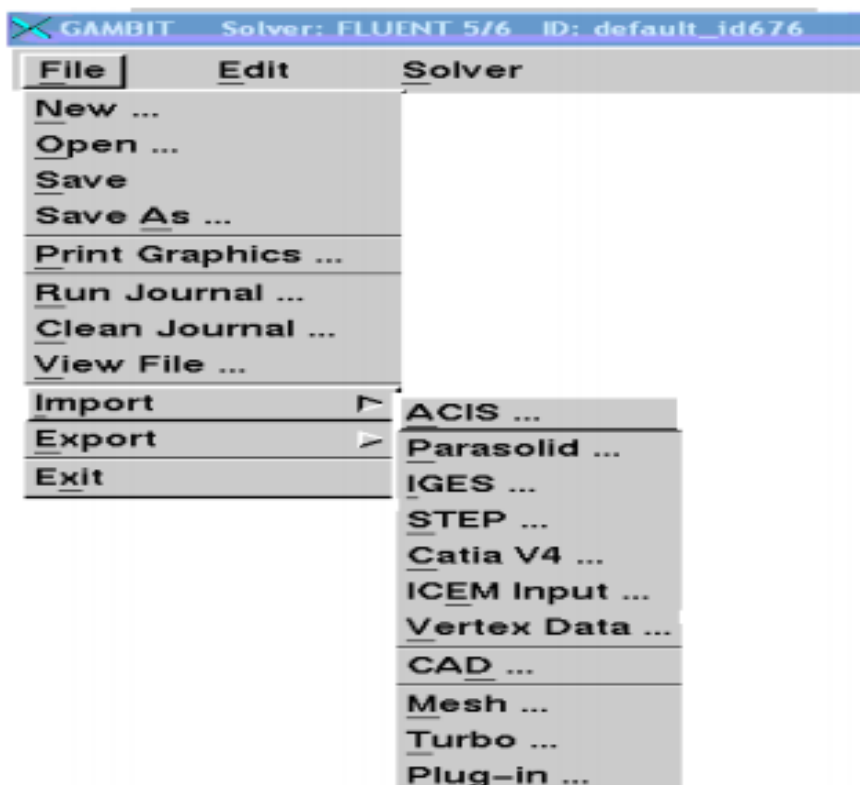 GAMBIT Solver: FLUENT 5/6 ID: default_id676
File Edit Solver
New ...
Open ...
Save
Save As ...
Print Graphics ...
Run Journal ...
Clean Journal ...
View File ...
Import
Export
Exit
ACIS ...
Parasolid ...
IGES ...
STEP ...
Catia V4 ...
ICEM Input ...
Vertex Data ...
CAD ...
Mesh ...
Turbo ...
Plug-in ...